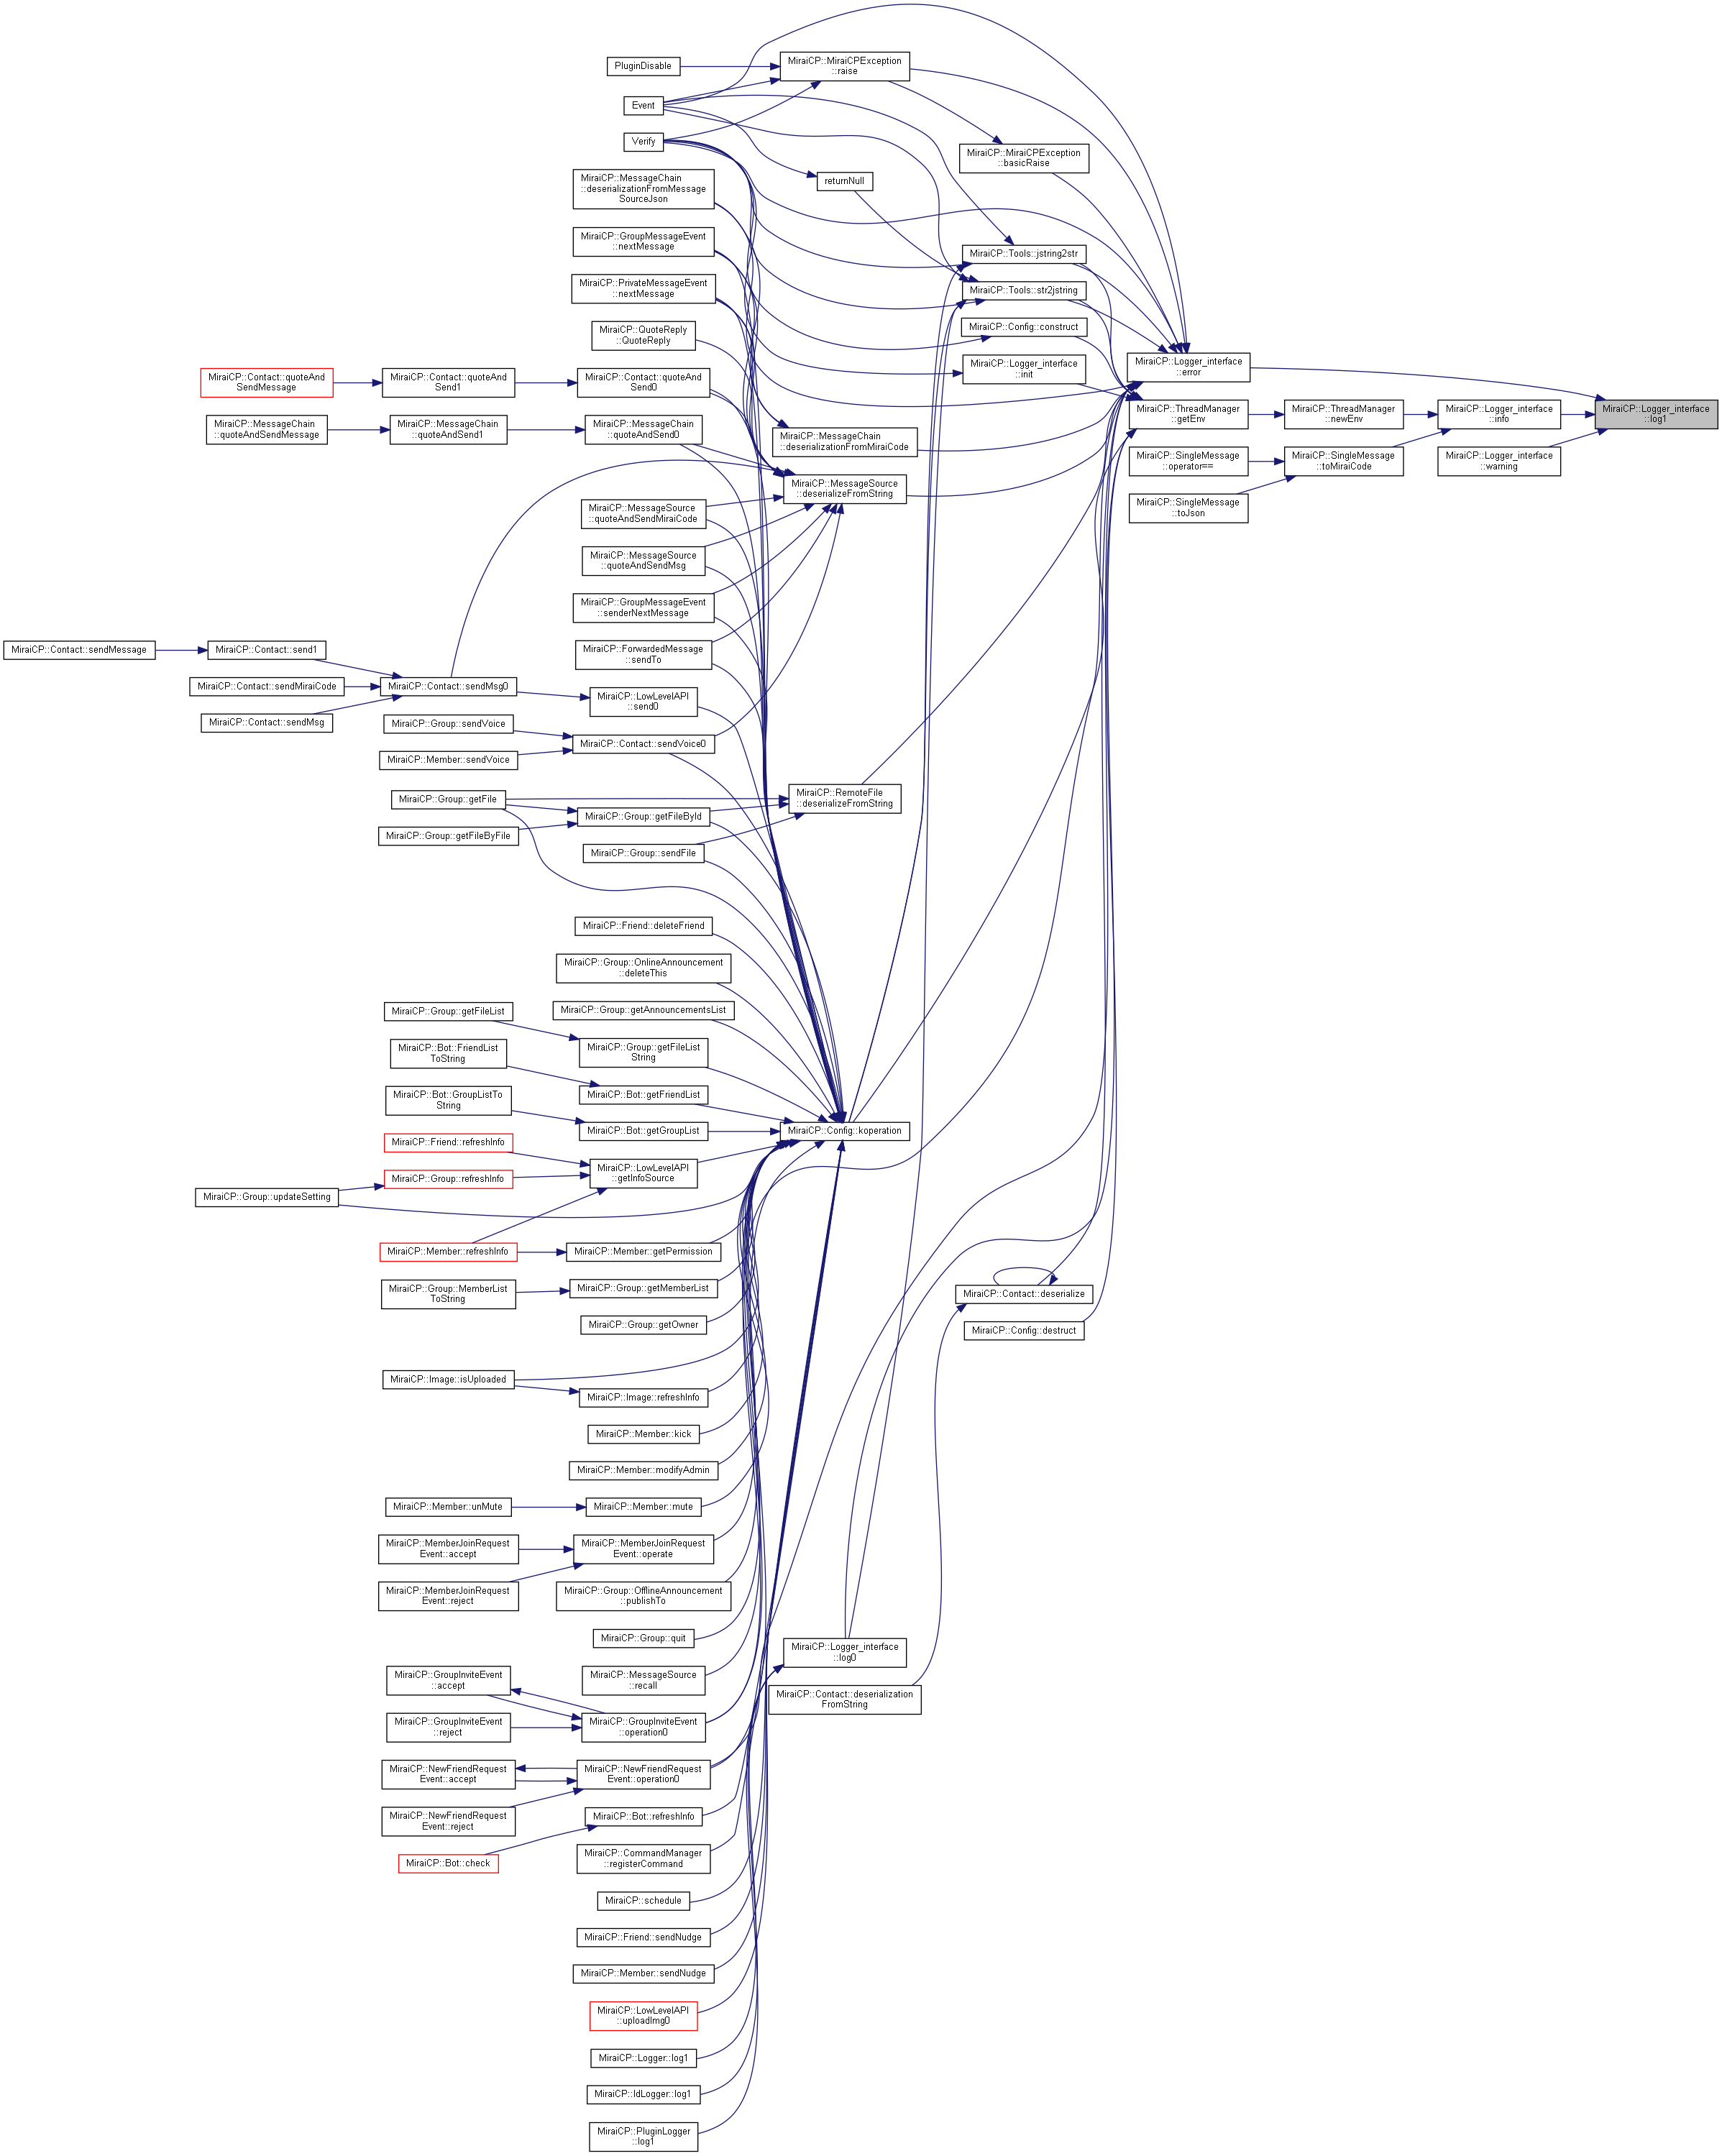 PluginDisable
MiraiCP::MiraiCPException
::raise
Event
Verify
MiraiCP::MiraiCPException
::basicRaise
MiraiCP::MessageChain
::deserializationFromMessage
SourceJson
returnNull
MiraiCP::GroupMessageEvent
::nextMessage
MiraiCP::Tools::jstring2str
MiraiCP::PrivateMessageEvent
::nextMessage
MiraiCP::Tools::str2jstring
MiraiCP::QuoteReply
::QuoteReply
MiraiCP::Config::construct
MiraiCP::Logger_interface
::init
MiraiCP::Logger_interface
::error
MiraiCP::Contact::quoteAnd
SendMessage
MiraiCP::Contact::quoteAnd
Send1
MiraiCP::Contact::quoteAnd
Send0
MiraiCP::ThreadManager
::getEnv
MiraiCP::ThreadManager
::newEnv
MiraiCP::Logger_interface
::info
MiraiCP::Logger_interface
::log1
MiraiCP::MessageChain
::quoteAndSendMessage
MiraiCP::MessageChain
::quoteAndSend1
MiraiCP::MessageChain
::quoteAndSend0
MiraiCP::MessageChain
::deserializationFromMiraiCode
MiraiCP::SingleMessage
::operator==
MiraiCP::SingleMessage
::toMiraiCode
MiraiCP::Logger_interface
::warning
MiraiCP::MessageSource
::deserializeFromString
MiraiCP::SingleMessage
::toJson
MiraiCP::MessageSource
::quoteAndSendMiraiCode
MiraiCP::MessageSource
::quoteAndSendMsg
MiraiCP::GroupMessageEvent
::senderNextMessage
MiraiCP::Contact::sendMessage
MiraiCP::Contact::send1
MiraiCP::ForwardedMessage
::sendTo
MiraiCP::Contact::sendMiraiCode
MiraiCP::Contact::sendMsg0
MiraiCP::LowLevelAPI
::send0
MiraiCP::Contact::sendMsg
MiraiCP::Group::sendVoice
MiraiCP::Contact::sendVoice0
MiraiCP::Member::sendVoice
MiraiCP::Group::getFile
MiraiCP::RemoteFile
::deserializeFromString
MiraiCP::Group::getFileById
MiraiCP::Group::getFileByFile
MiraiCP::Group::sendFile
MiraiCP::Friend::deleteFriend
MiraiCP::Group::OnlineAnnouncement
::deleteThis
MiraiCP::Group::getFileList
MiraiCP::Group::getAnnouncementsList
MiraiCP::Group::getFileList
String
MiraiCP::Bot::FriendList
ToString
MiraiCP::Bot::getFriendList
MiraiCP::Bot::GroupListTo
String
MiraiCP::Bot::getGroupList
MiraiCP::Config::koperation
MiraiCP::Friend::refreshInfo
MiraiCP::LowLevelAPI
::getInfoSource
MiraiCP::Group::refreshInfo
MiraiCP::Group::updateSetting
MiraiCP::Member::refreshInfo
MiraiCP::Member::getPermission
MiraiCP::Group::MemberList
ToString
MiraiCP::Group::getMemberList
MiraiCP::Contact::deserialize
MiraiCP::Group::getOwner
MiraiCP::Config::destruct
MiraiCP::Image::isUploaded
MiraiCP::Image::refreshInfo
MiraiCP::Member::kick
MiraiCP::Member::modifyAdmin
MiraiCP::Member::unMute
MiraiCP::Member::mute
MiraiCP::MemberJoinRequest
Event::accept
MiraiCP::MemberJoinRequest
Event::operate
MiraiCP::MemberJoinRequest
Event::reject
MiraiCP::Group::OfflineAnnouncement
::publishTo
MiraiCP::Group::quit
MiraiCP::Logger_interface
::log0
MiraiCP::GroupInviteEvent
::accept
MiraiCP::MessageSource
::recall
MiraiCP::Contact::deserialization
FromString
MiraiCP::GroupInviteEvent
::reject
MiraiCP::GroupInviteEvent
::operation0
MiraiCP::NewFriendRequest
Event::accept
MiraiCP::NewFriendRequest
Event::operation0
MiraiCP::NewFriendRequest
Event::reject
MiraiCP::Bot::refreshInfo
MiraiCP::Bot::check
MiraiCP::CommandManager
::registerCommand
MiraiCP::schedule
MiraiCP::Friend::sendNudge
MiraiCP::Member::sendNudge
MiraiCP::LowLevelAPI
::uploadImg0
MiraiCP::Logger::log1
MiraiCP::IdLogger::log1
MiraiCP::PluginLogger
::log1